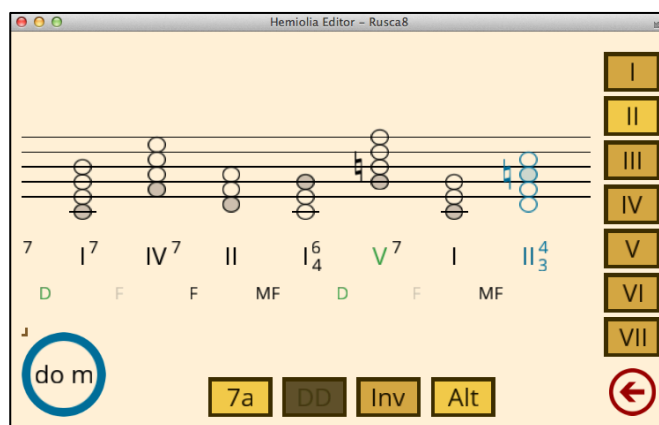 Hemiolia Editor – Rusca8
7 I7 IV7 II I64 V7 I II43
D F F MF D F MF
do m
7a DD Inv Alt
I
II
III
IV
V
VI
VII